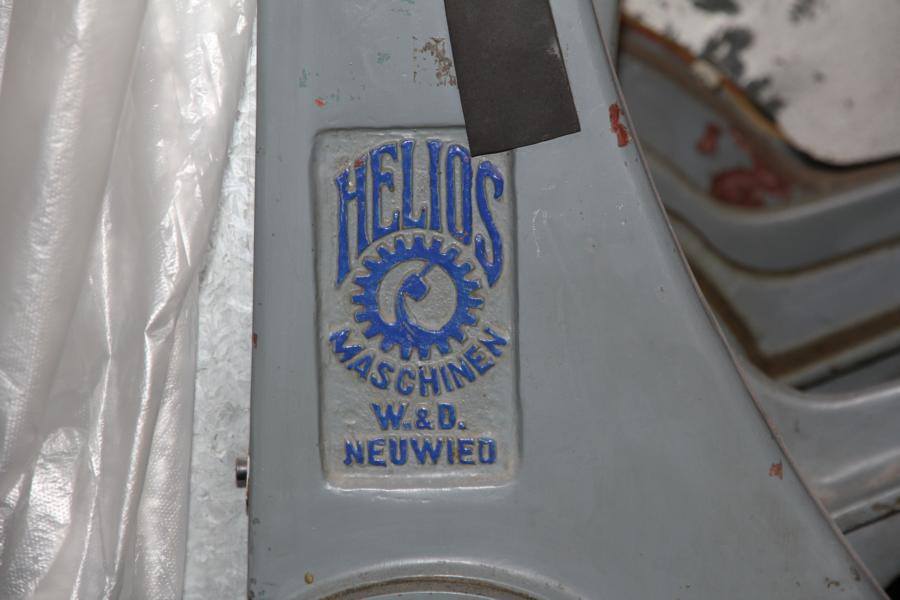 HELIOS
MASCHINEN
W. & D.
NEUWIED